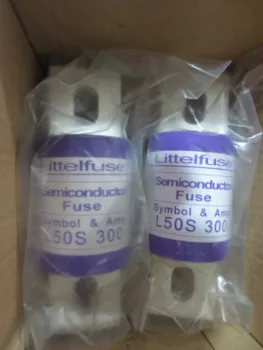 Littelfuse
Semiconductor
Fuse
Symbol & Amp
L50S 300
Littelfuse
Semiconductor
Fuse
Symbol & Amp
L50S 300